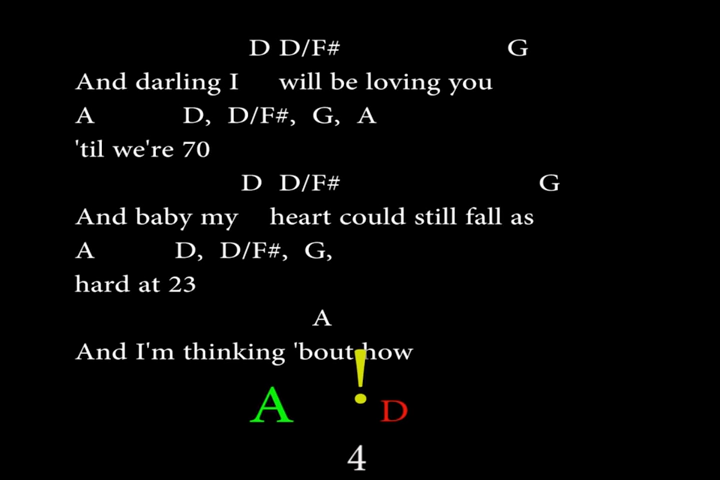 D D/F# G
And darling I will be loving you
A D, D/F#, G, A
'til we're 70
D D/F# G
And baby my heart could still fall as
A D, D/F#, G,
hard at 23
A
And I'm thinking 'bout how
A ! D
4